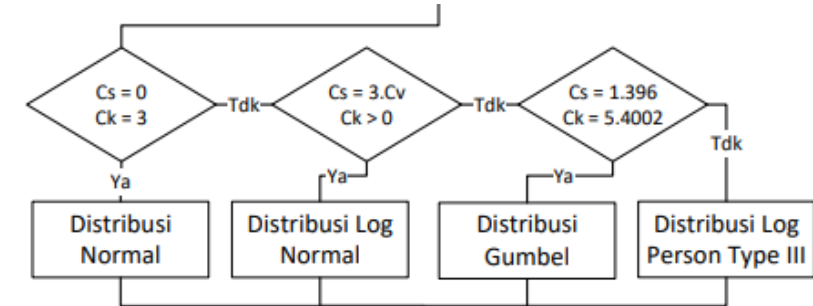 Cs = 0
Ck = 3
Tdk
Cs = 3.Cv
Ck > 0
Tdk
Cs = 1.396
Ck = 5.4002
Tdk
Ya
Ya
Ya
Distribusi
Normal
Distribusi Log
Normal
Distribusi
Gumbel
Distribusi Log
Person Type III